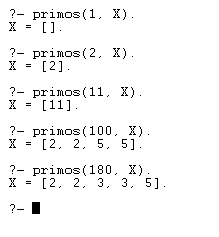 ?- primos(1, X).
X = [].
?- primos(2, X).
X = [2].
?- primos(11, X).
X = [11].
?- primos(100, X).
X = [2, 2, 5, 5].
?- primos(180, X).
X = [2, 2, 3, 3, 5].
?-